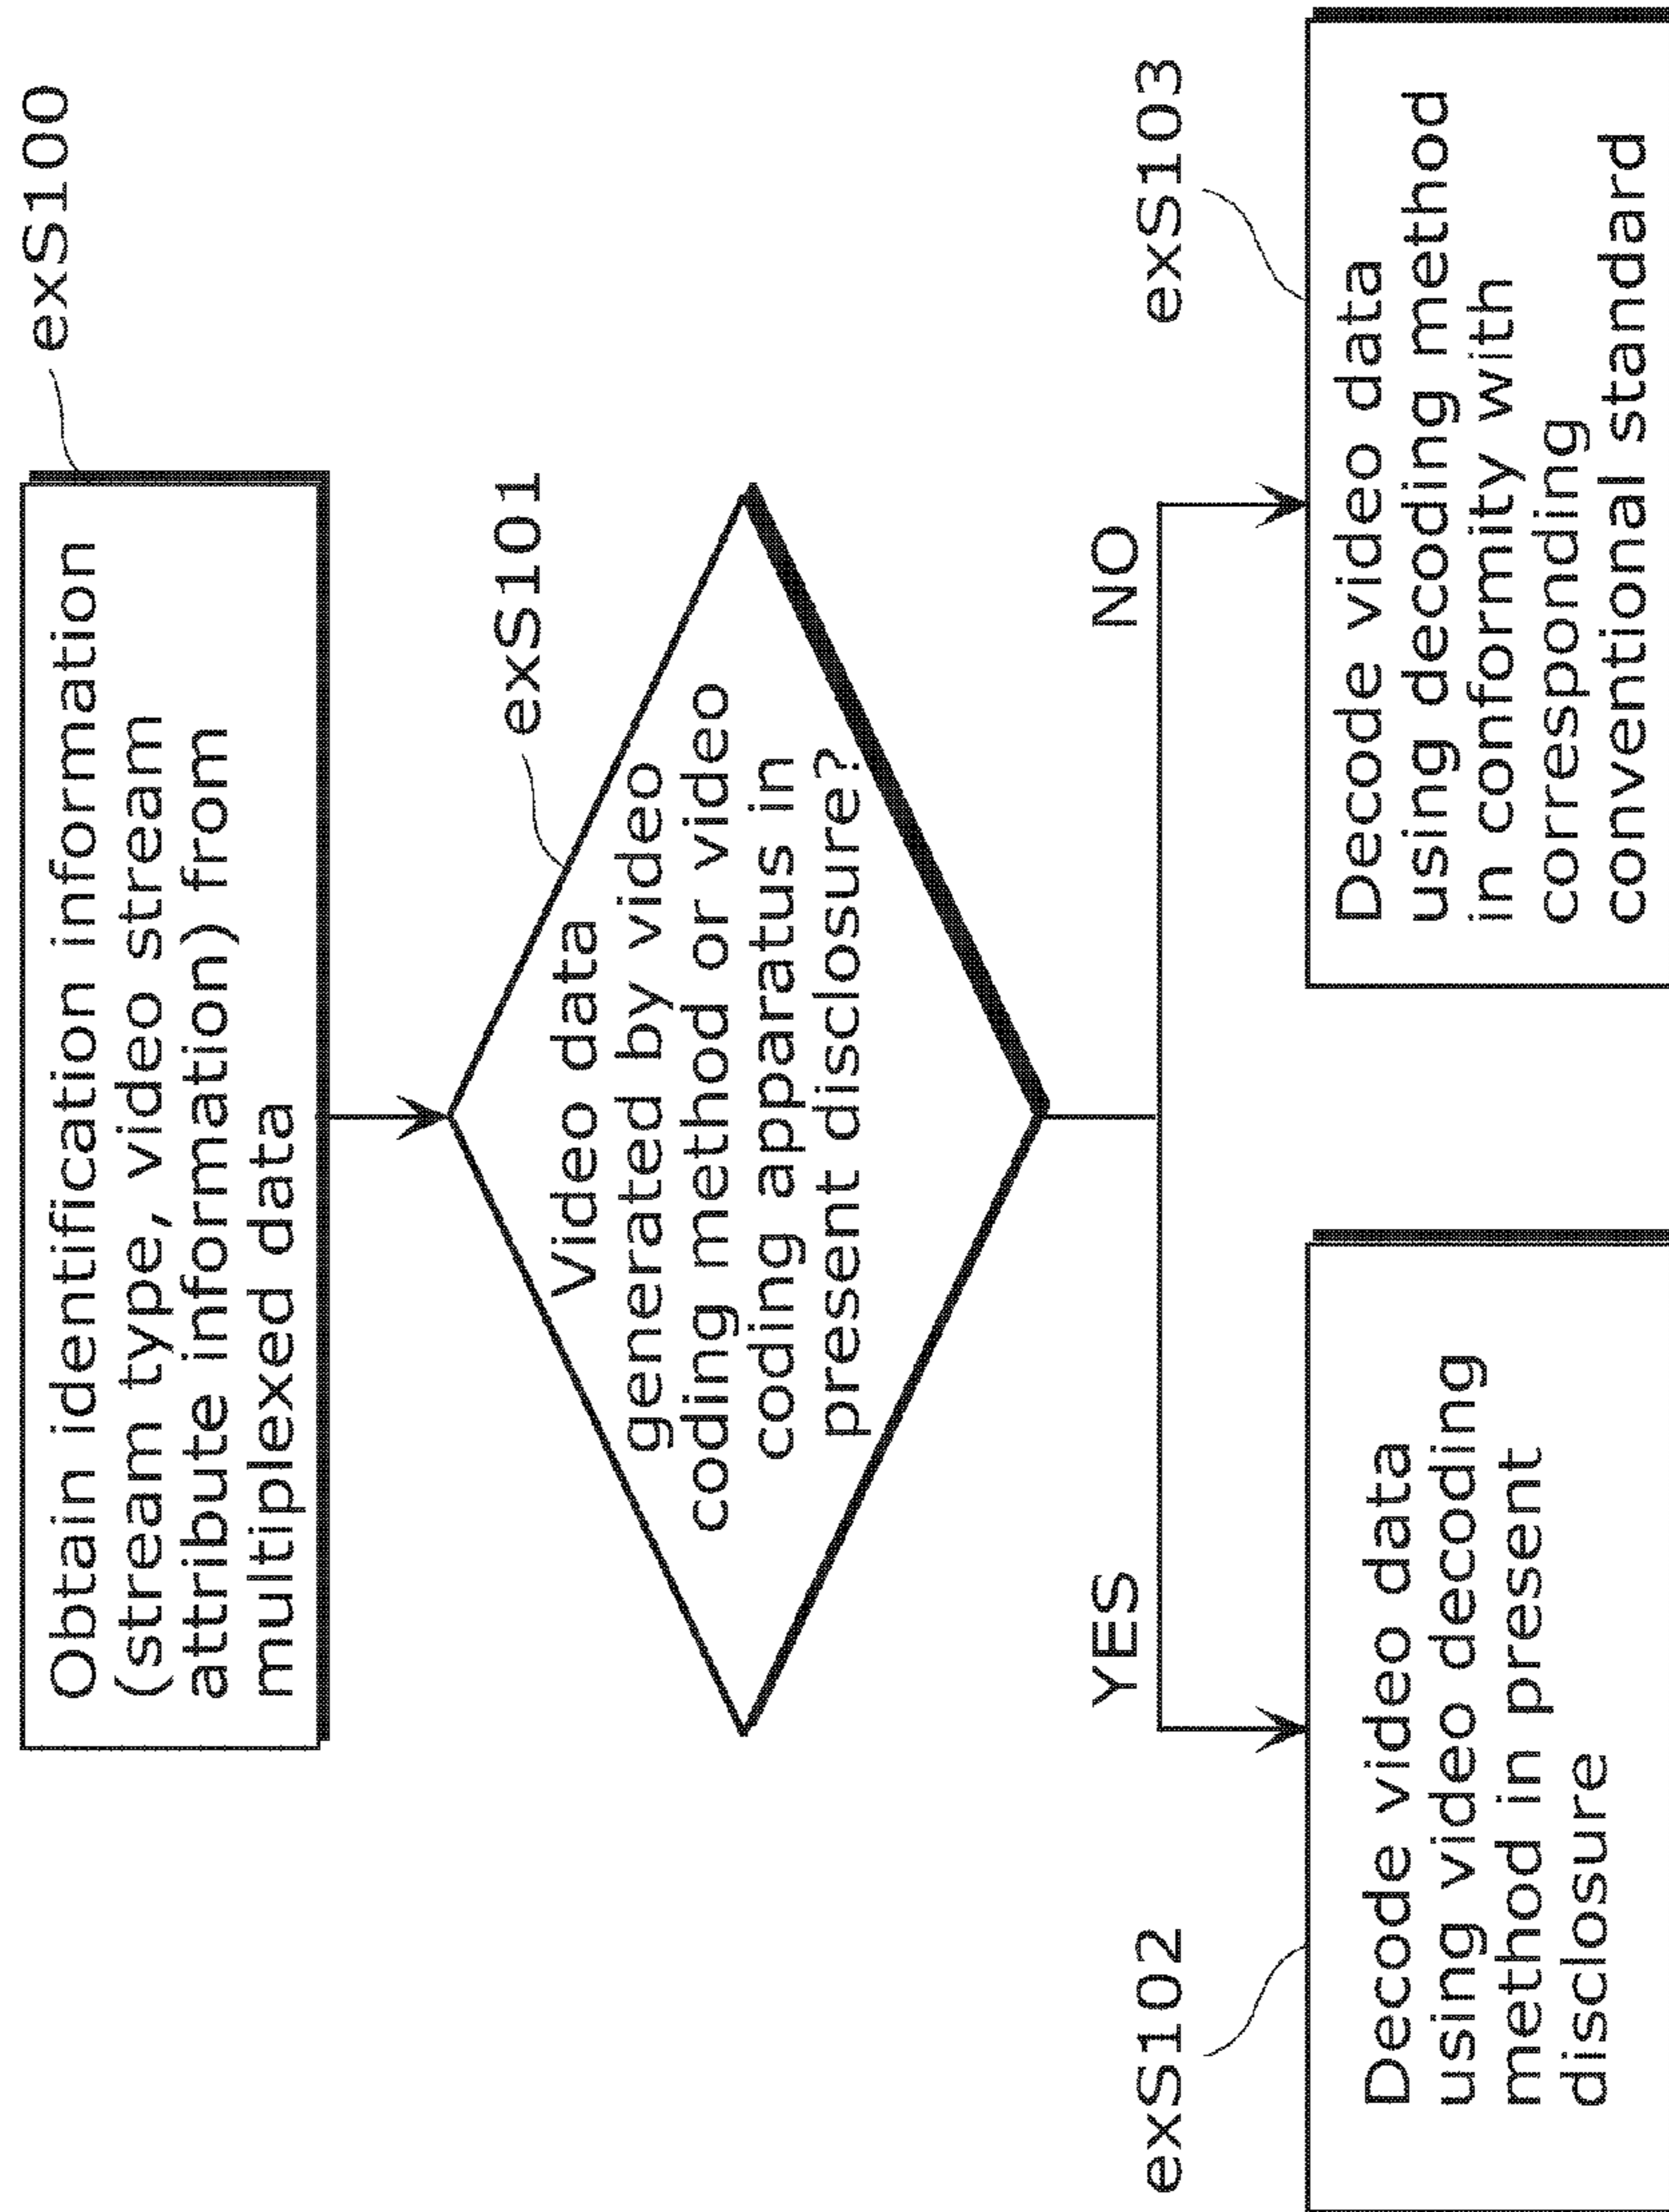 exS100
Obtain identification information
(stream type, video stream
attribute information) from
multiplexed data
exS101
Video data
generated by video
coding method or video
coding apparatus in
present disclosure?
YES
NO
exS102
Decode video data
using video decoding
method in present
disclosure
exS103
Decode video data
using decoding method
in conformity with
corresponding
conventional standard